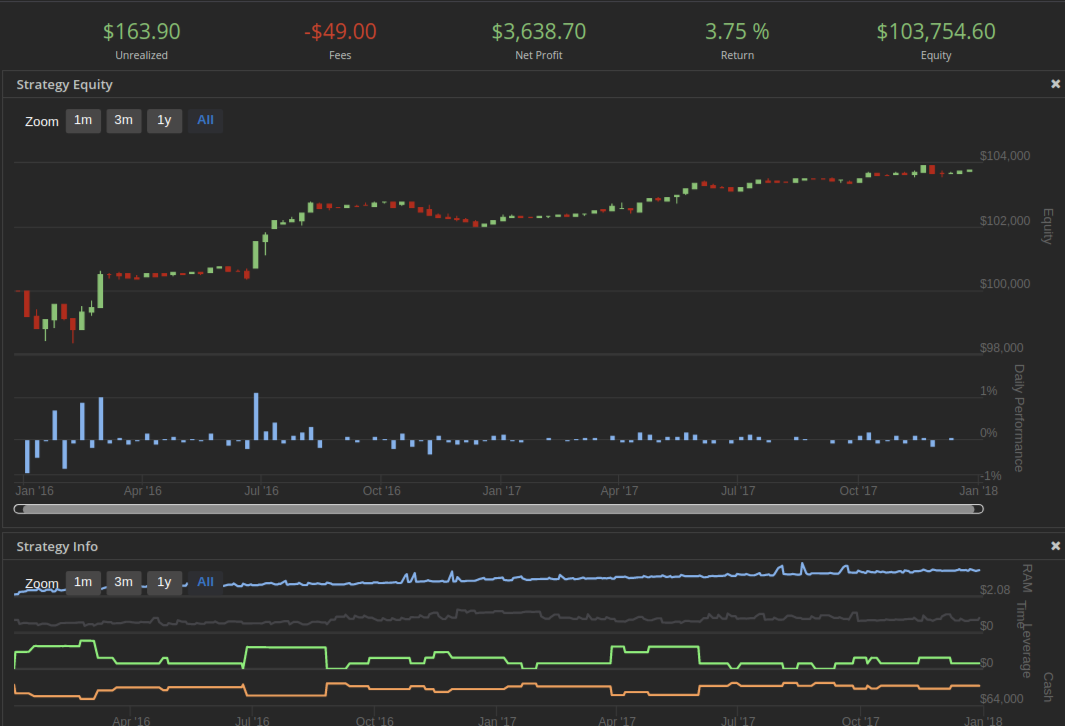 $163.90 -$49.00 $3,638.70 3.75 % $103,754.60
Unrealized Fees Net Profit Return Equity
Strategy Equity ×
Zoom 1m 3m 1y All
$104,000
$102,000
Equity
$100,000
$98,000
1%
0%
-1%
Daily Performance
Jan '16 Apr '16 Jul '16 Oct '16 Jan '17 Apr '17 Jul '17 Oct '17 Jan '18
Strategy Info ×
Zoom 1m 3m 1y All
RAM
$2.08
Time
$0
Leverage
$0
Cash
$64,000
Apr '16 Jul '16 Oct '16 Jan '17 Apr '17 Jul '17 Oct '17 Jan '18